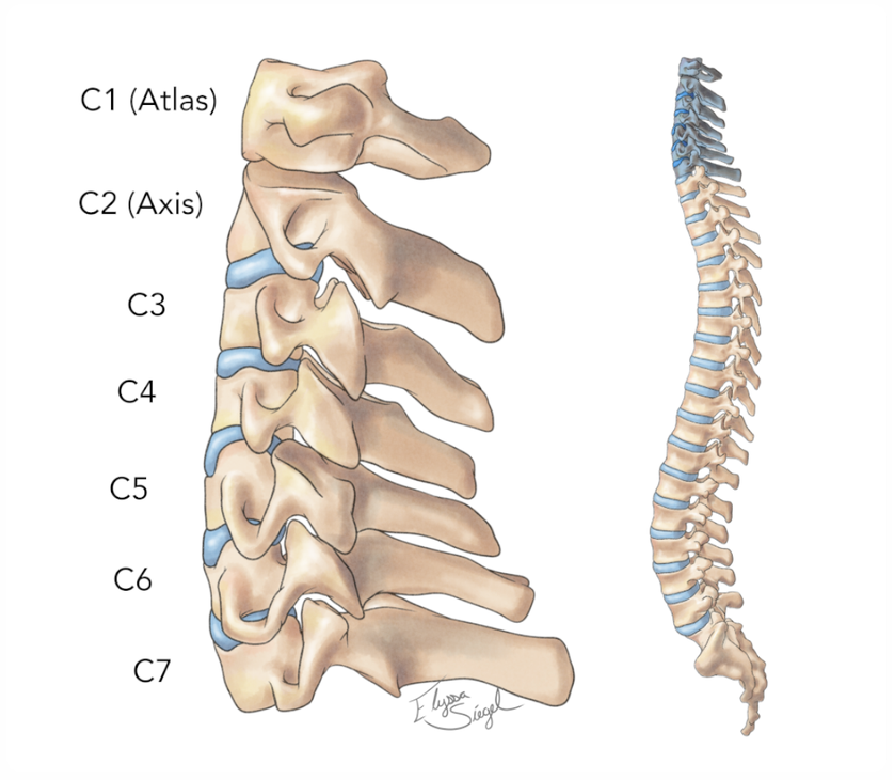 C1 (Atlas)
C2 (Axis)
C3
C4
C5
C6
C7
Elyssa
Siegel